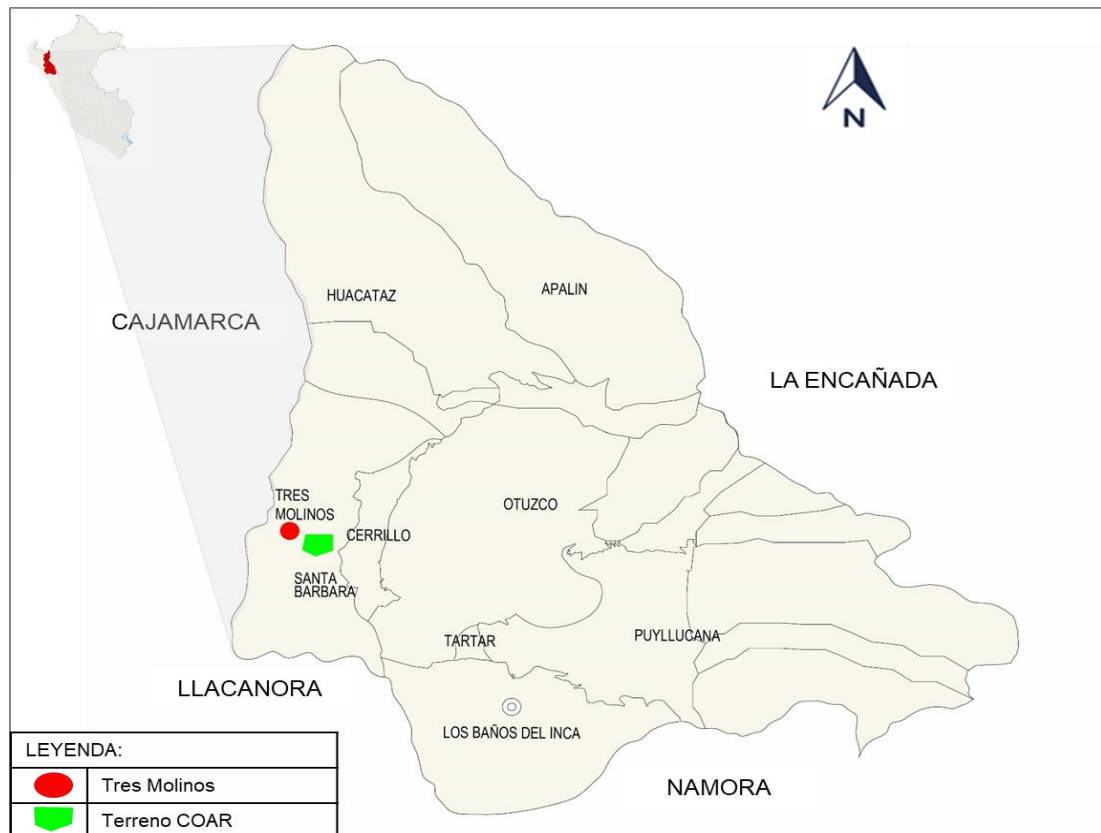 N
HUACATAZ
APALIN
CAJAMARCA
LA ENCAÑADA
TRES
MOLINOS
OTUZCO
CERRILLO
SANTA
BARBARA
TARTAR
PUYLLUCANA
LLACANORA
LOS BAÑOS DEL INCA
NAMORA
LEYENDA:
Tres Molinos
Terreno COAR